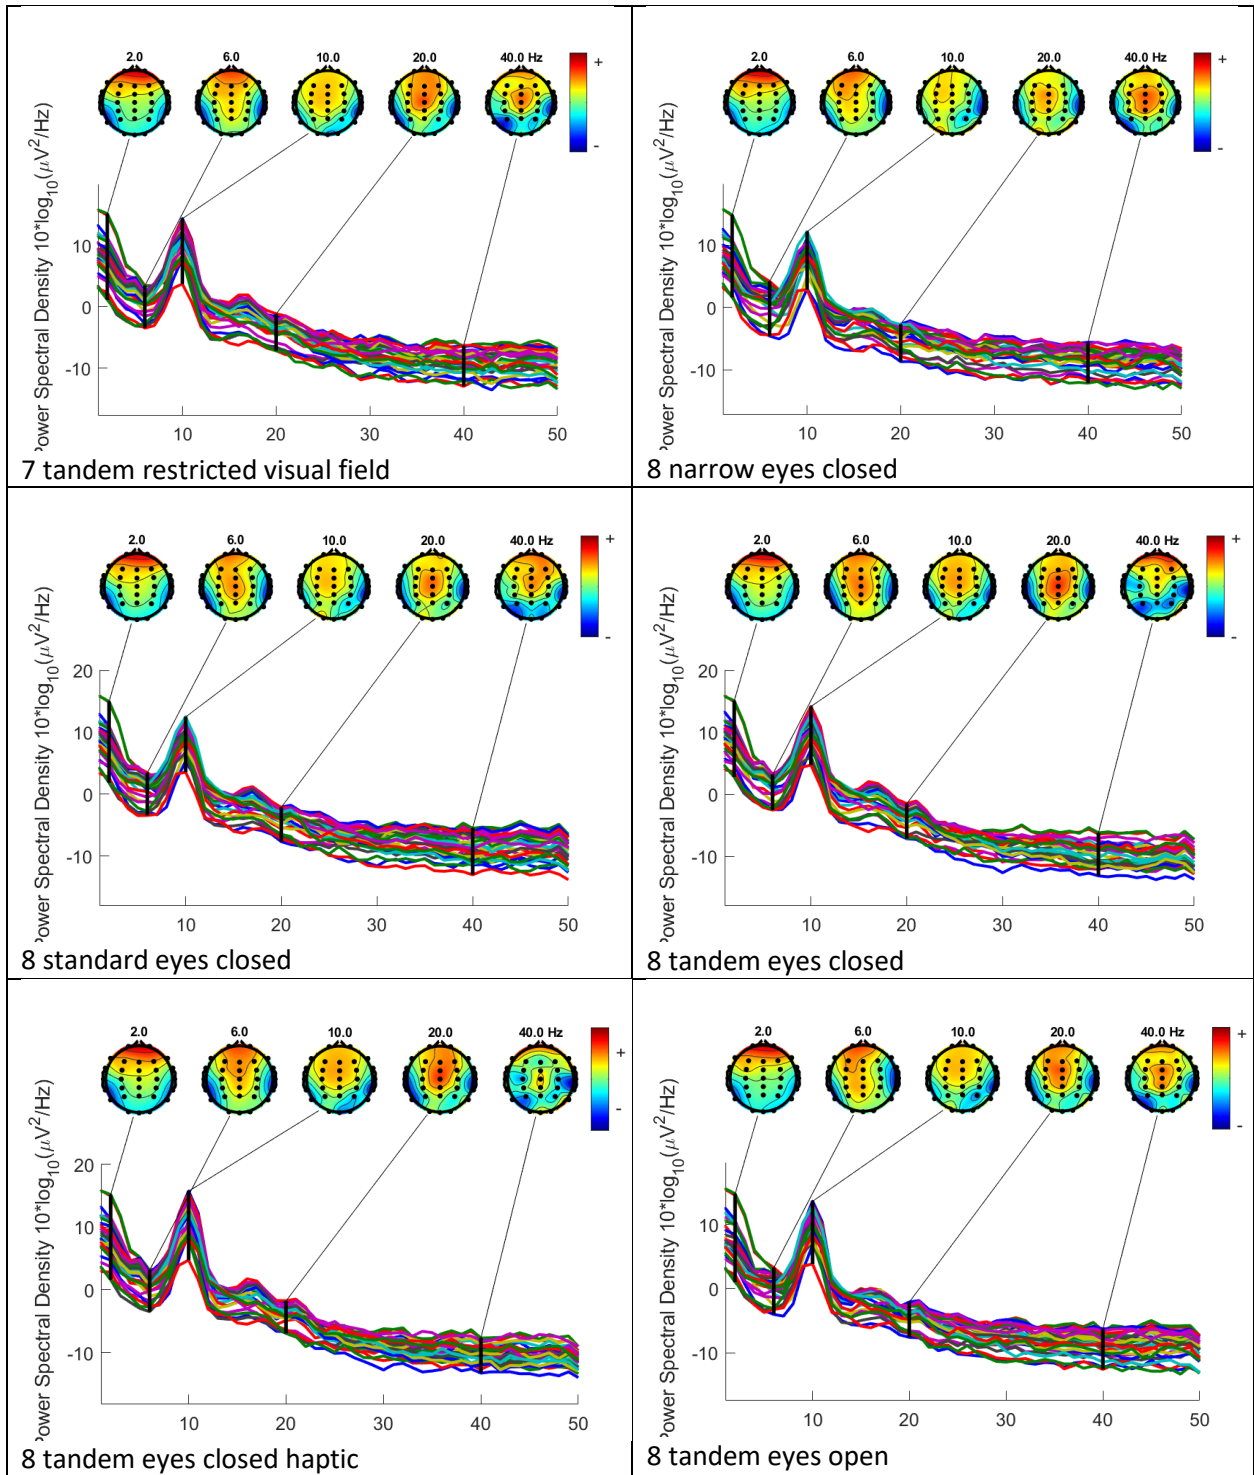 2.0 6.0 10.0 20.0 40.0 Hz
+
-
Power Spectral Density 10*log10(μV2/Hz)
10
0
-10
10 20 30 40 50
7 tandem restricted visual field
2.0 6.0 10.0 20.0 40.0 Hz
+
-
Power Spectral Density 10*log10(μV2/Hz)
10
0
-10
10 20 30 40 50
8 narrow eyes closed
2.0 6.0 10.0 20.0 40.0 Hz
+
-
Power Spectral Density 10*log10(μV2/Hz)
20
10
0
-10
10 20 30 40 50
8 standard eyes closed
2.0 6.0 10.0 20.0 40.0 Hz
+
-
Power Spectral Density 10*log10(μV2/Hz)
20
10
0
-10
10 20 30 40 50
8 tandem eyes closed
2.0 6.0 10.0 20.0 40.0 Hz
+
-
Power Spectral Density 10*log10(μV2/Hz)
20
10
0
-10
10 20 30 40 50
8 tandem eyes closed haptic
2.0 6.0 10.0 20.0 40.0 Hz
+
-
Power Spectral Density 10*log10(μV2/Hz)
10
0
-10
10 20 30 40 50
8 tandem eyes open